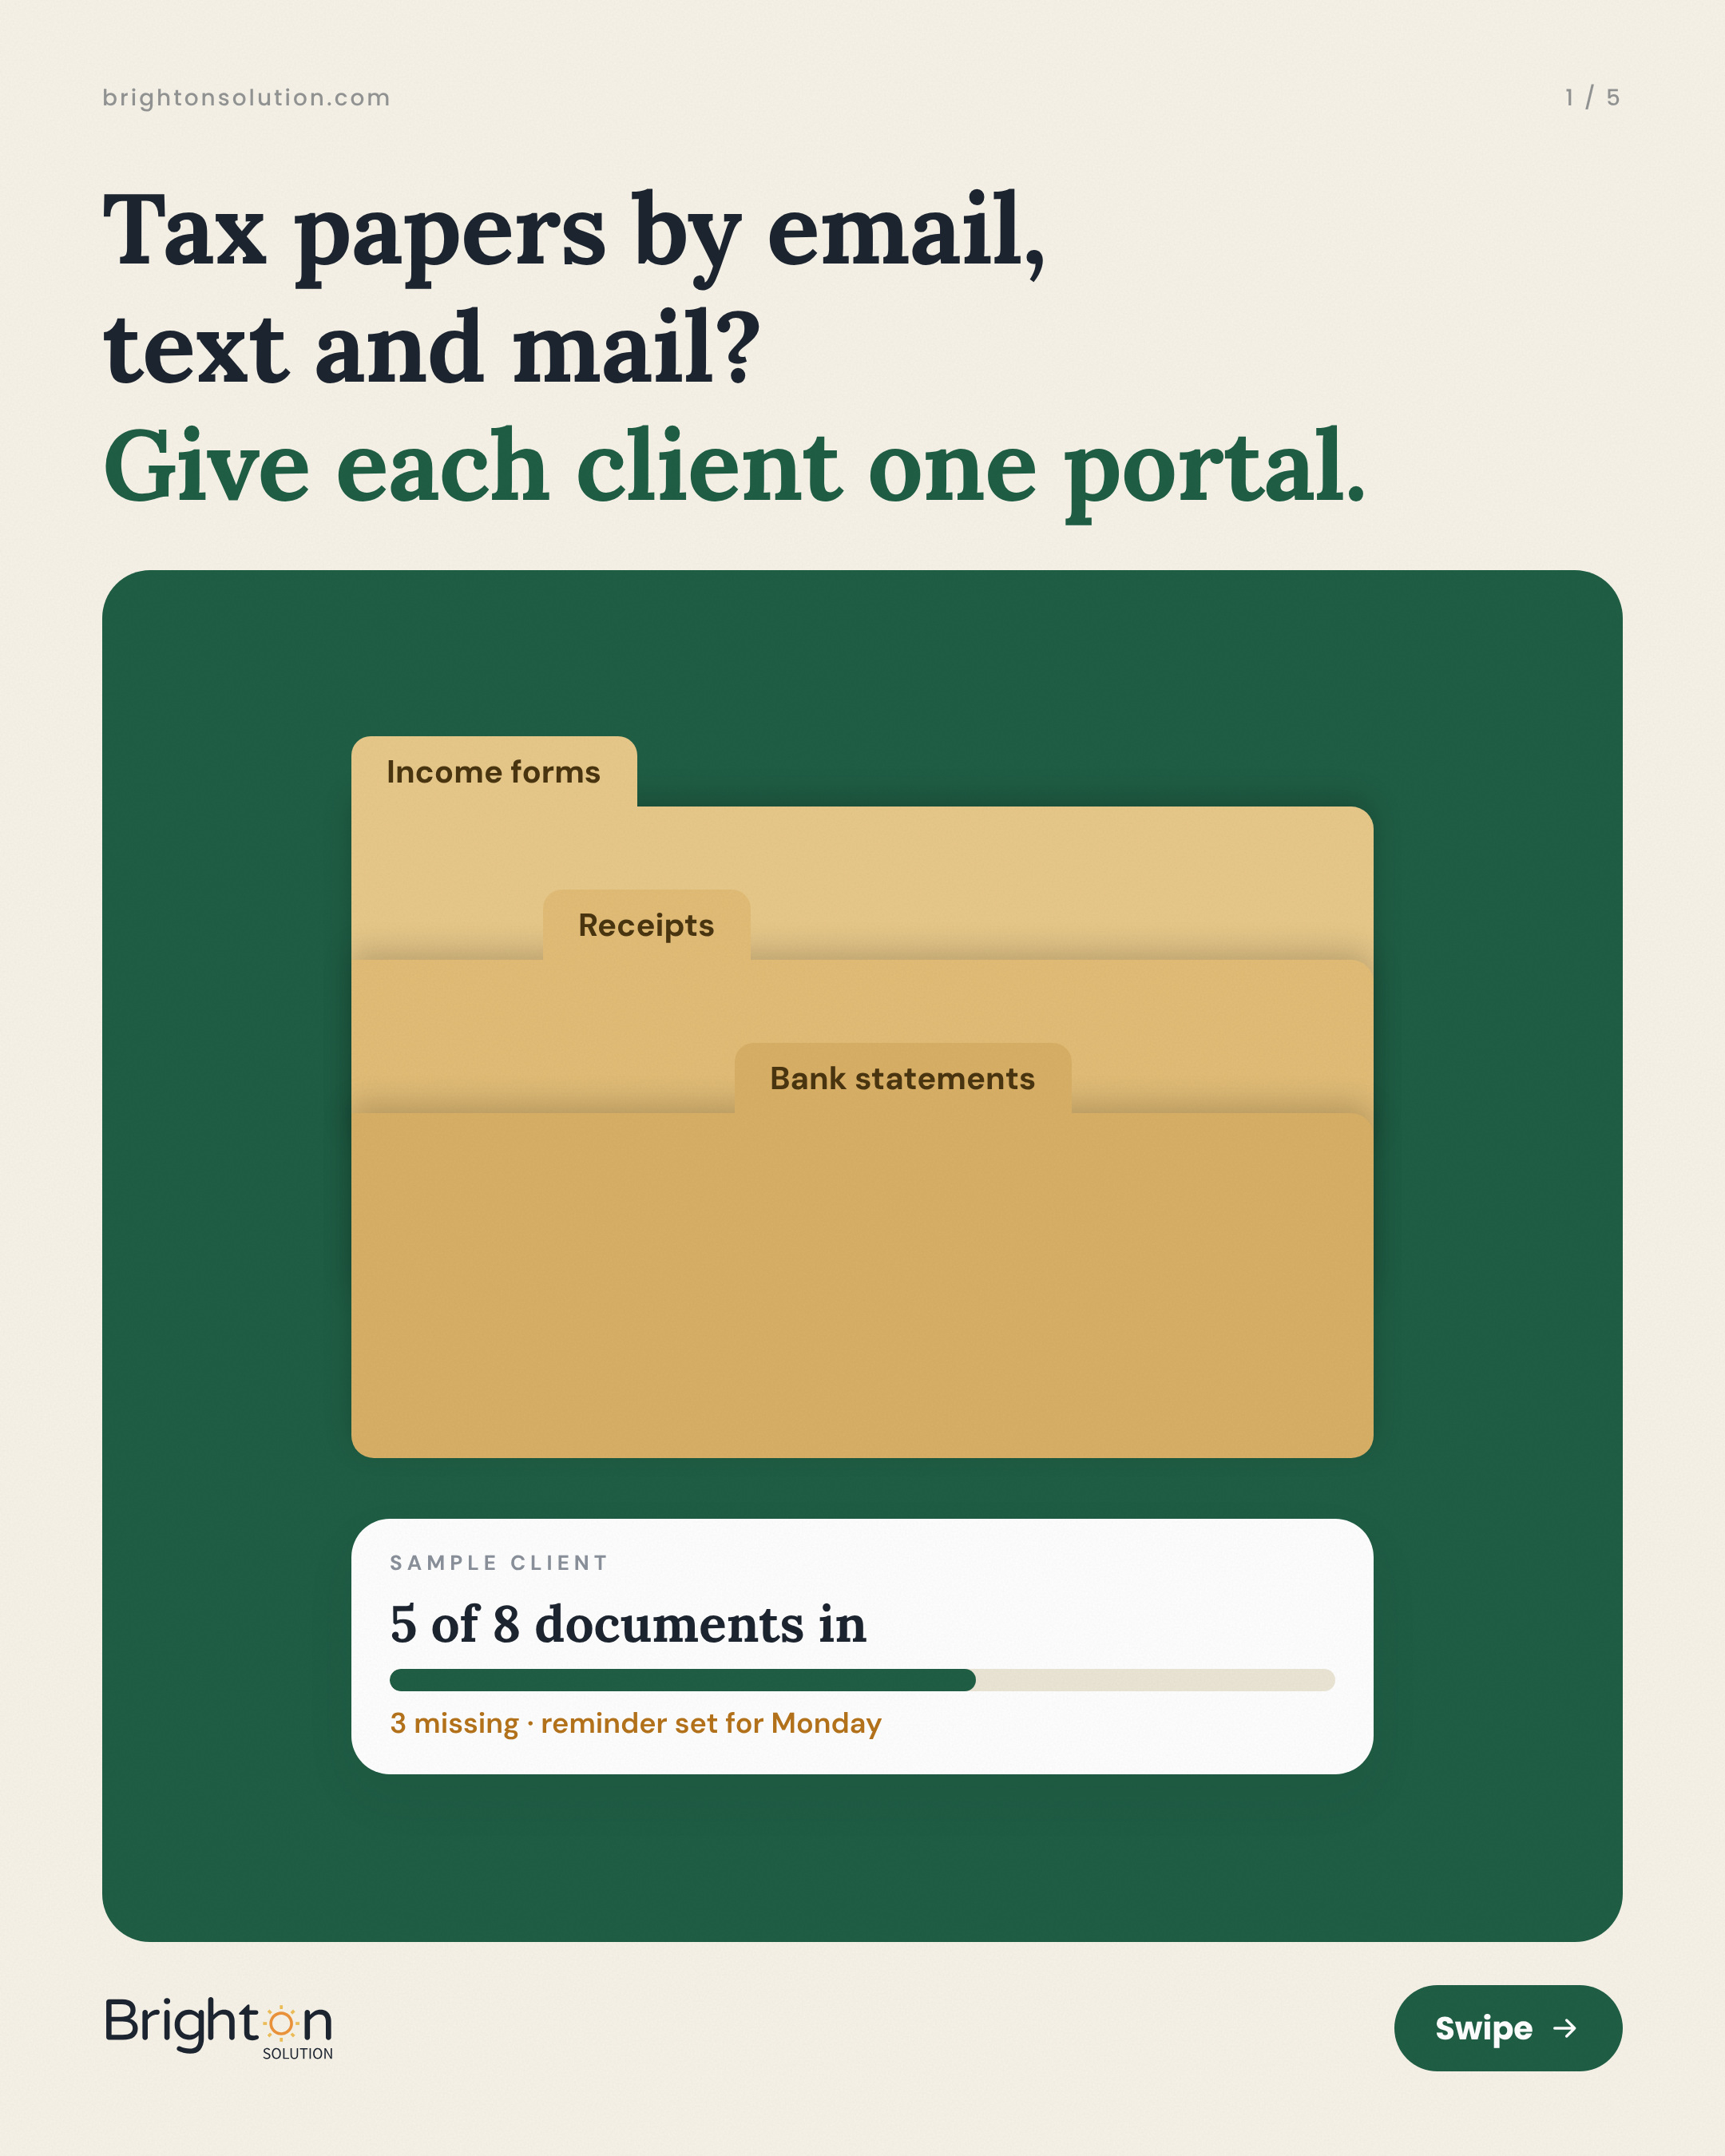 brightonsolution.com
1 / 5
Tax papers by email,
text and mail?
Give each client one portal.
Income forms
Receipts
Bank statements
SAMPLE CLIENT
5 of 8 documents in
3 missing · reminder set for Monday
Brighton
SOLUTION
Swipe →